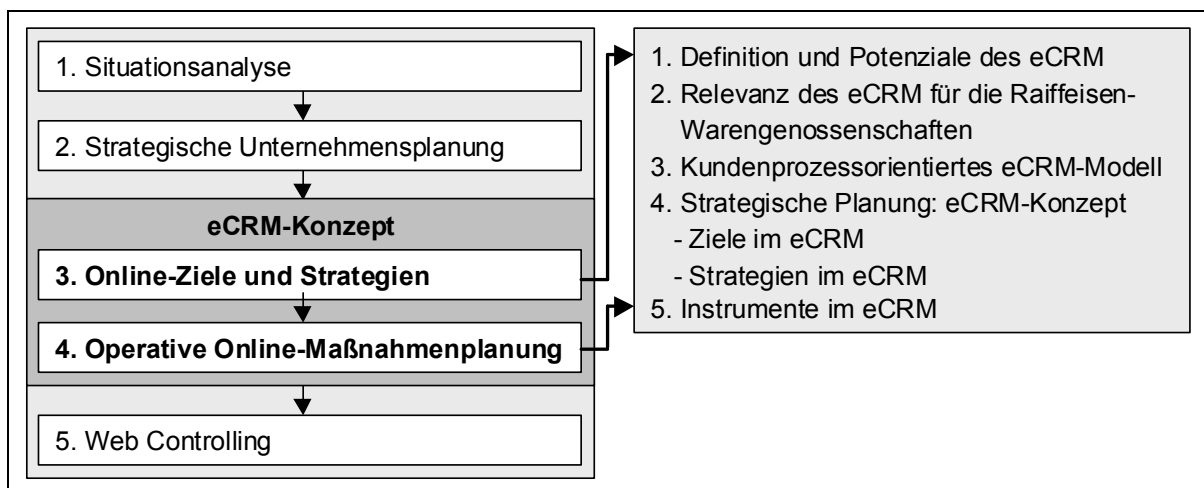 1. Situationsanalyse
2. Strategische Unternehmensplanung
eCRM-Konzept
3. Online-Ziele und Strategien
4. Operative Online-Maßnahmenplanung
5. Web Controlling
1. Definition und Potenziale des eCRM
2. Relevanz des eCRM für die Raiffeisen-
Warengenossenschaften
3. Kundenprozessorientiertes eCRM-Modell
4. Strategische Planung: eCRM-Konzept
- Ziele im eCRM
- Strategien im eCRM
5. Instrumente im eCRM